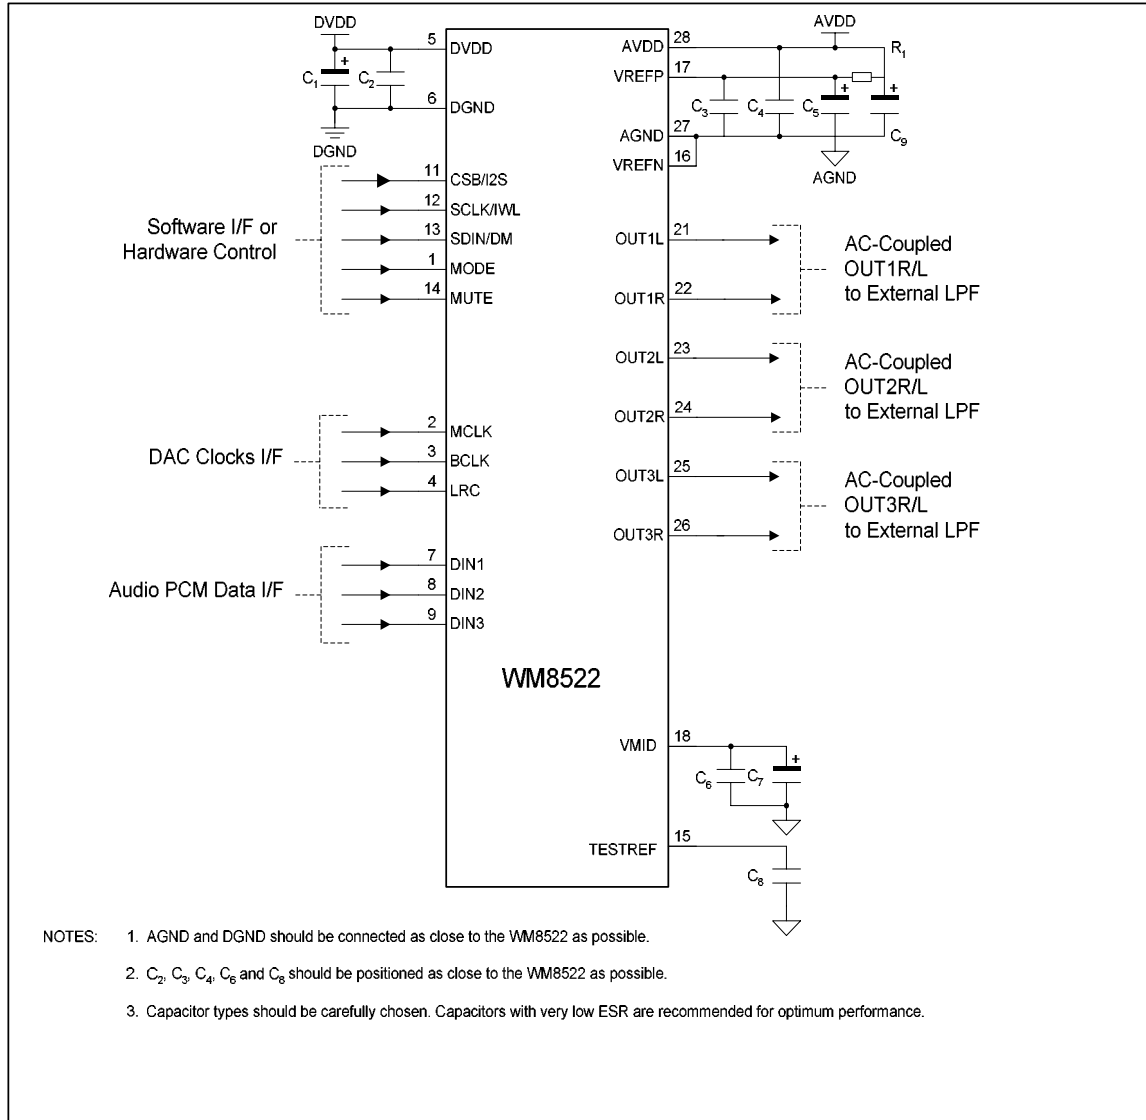 DVDD
5 DVDD
C1 +
C2
6 DGND
DGND
AVDD
AVDD 28
R1
VREFP 17
C3
C4
C5 +
+
C9
AGND 27
VREFN 16
AGND
Software I/F or
Hardware Control
11 CSB/I2S
12 SCLK/IWL
13 SDIN/DM
1 MODE
14 MUTE
OUT1L 21
OUT1R 22
AC-Coupled
OUT1R/L
to External LPF
OUT2L 23
OUT2R 24
AC-Coupled
OUT2R/L
to External LPF
DAC Clocks I/F
2 MCLK
3 BCLK
4 LRC
OUT3L 25
OUT3R 26
AC-Coupled
OUT3R/L
to External LPF
Audio PCM Data I/F
7 DIN1
8 DIN2
9 DIN3
WM8522
VMID 18
C6
C7 +
TESTREF 15
C8
NOTES: 1. AGND and DGND should be connected as close to the WM8522 as possible.
2. C2, C3, C4, C6 and C8 should be positioned as close to the WM8522 as possible.
3. Capacitor types should be carefully chosen. Capacitors with very low ESR are recommended for optimum performance.